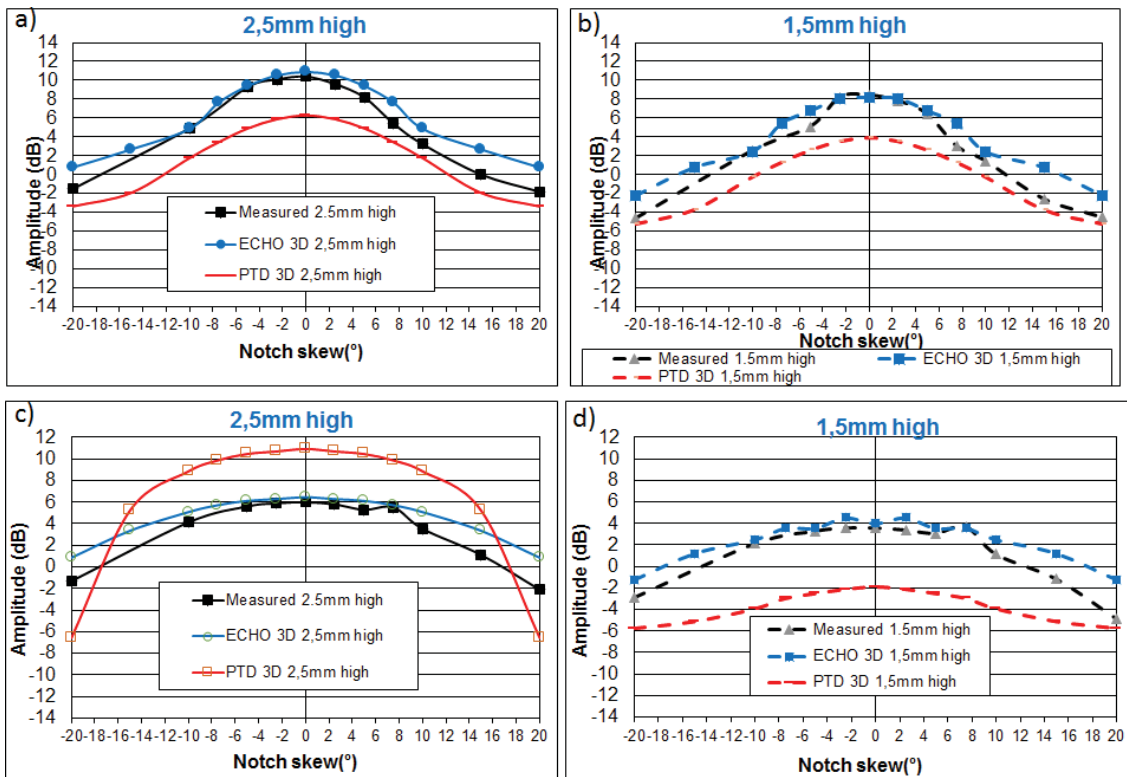 a)
2,5mm high
14
12
10
8
6
4
2
0
-2
-4
-6
-8
-10
-12
-14
Amplitude (dB)
-20 -18 -16 -14 -12 -10 -8 -6 -4 -2 0 2 4 6 8 10 12 14 16 18 20
Notch skew(°)
Measured 2.5mm high
ECHO 3D 2,5mm high
PTD 3D 2,5mm high
b)
1,5mm high
14
12
10
8
6
4
2
0
-2
-4
-6
-8
-10
-12
-14
Amplitude (dB)
-20 -18 -16 -14 -12 -10 -8 -6 -4 -2 0 2 4 6 8 10 12 14 16 18 20
Notch skew(°)
Measured 1.5mm high
ECHO 3D 1,5mm high
PTD 3D 1,5mm high
c)
2,5mm high
12
10
8
6
4
2
0
-2
-4
-6
-8
-10
-12
-14
Amplitude (dB)
-20 -18 -16 -14 -12 -10 -8 -6 -4 -2 0 2 4 6 8 10 12 14 16 18 20
Notch skew(°)
Measured 2.5mm high
ECHO 3D 2,5mm high
PTD 3D 2,5mm high
d)
1,5mm high
12
10
8
6
4
2
0
-2
-4
-6
-8
-10
-12
-14
Amplitude (dB)
-20 -18 -16 -14 -12 -10 -8 -6 -4 -2 0 2 4 6 8 10 12 14 16 18 20
Notch skew(°)
Measured 1.5mm high
ECHO 3D 1,5mm high
PTD 3D 1,5mm high